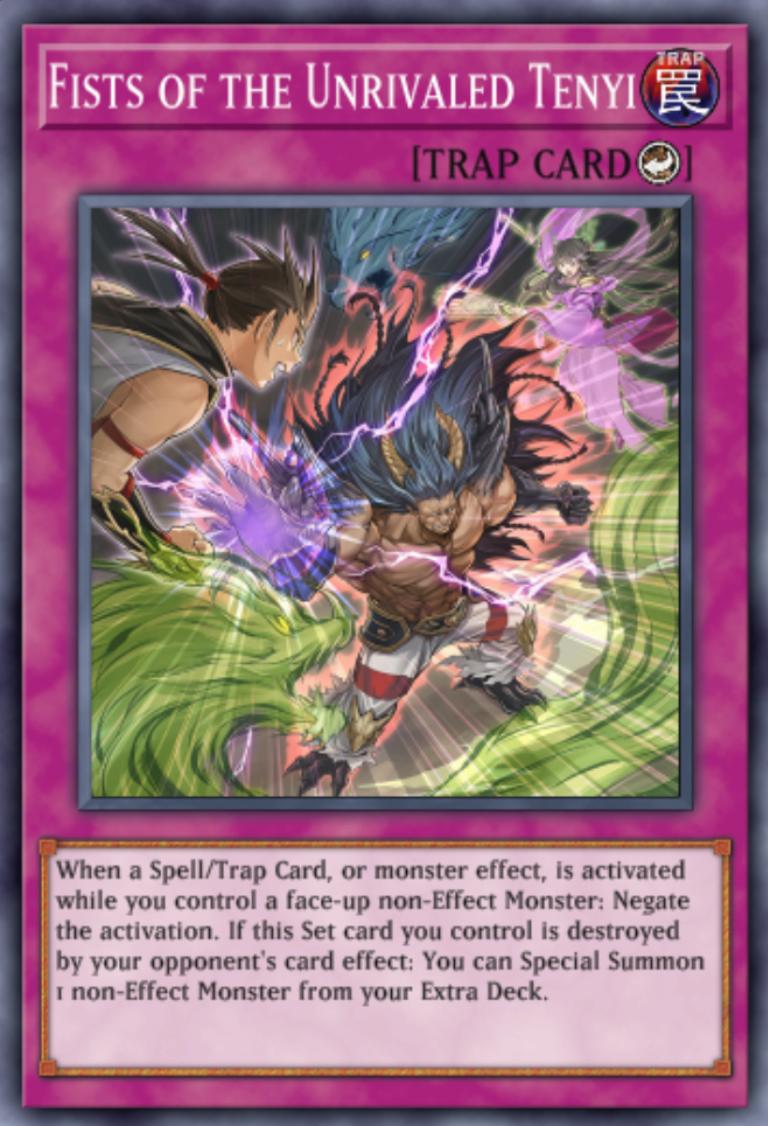 FISTS OF THE UNRIVALED TENYI
TRAP
罠
[TRAP CARD]
When a Spell/Trap Card, or monster effect, is activated
while you control a face-up non-Effect Monster: Negate
the activation. If this Set card you control is destroyed
by your opponent's card effect: You can Special Summon
1 non-Effect Monster from your Extra Deck.